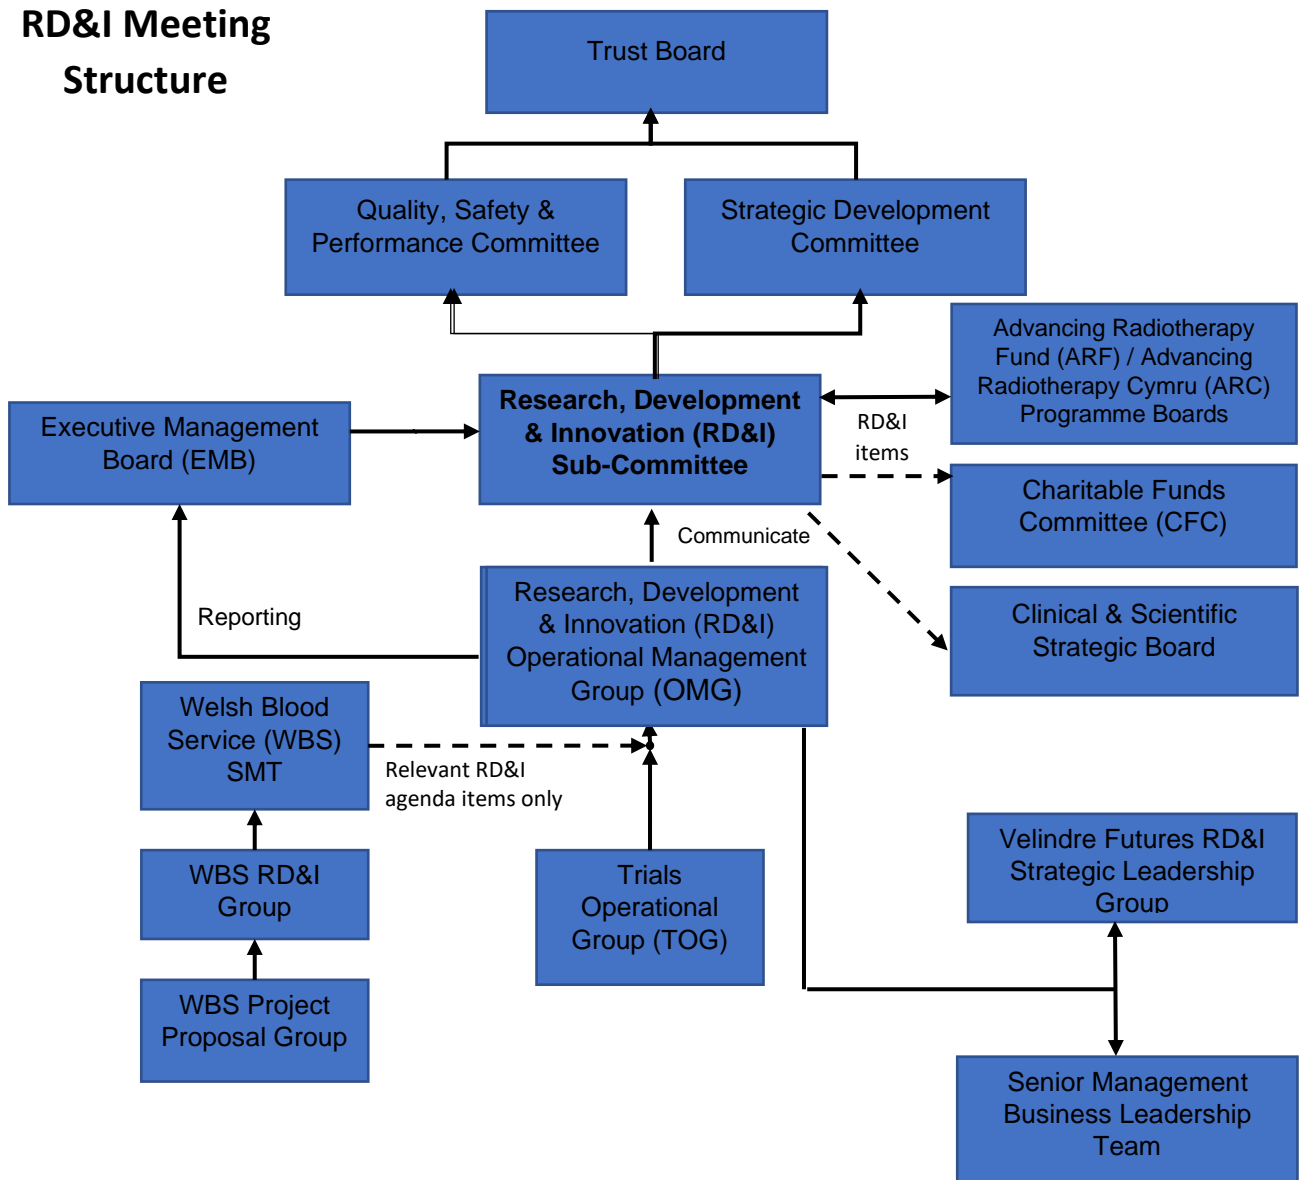 RD&I Meeting
Structure
Trust Board
Quality, Safety &
Performance Committee
Strategic Development
Committee
Advancing Radiotherapy
Fund (ARF) / Advancing
Radiotherapy Cymru (ARC)
Programme Boards
Executive Management
Board (EMB)
Research, Development
& Innovation (RD&I)
Sub-Committee
RD&I
items
Charitable Funds
Committee (CFC)
Communicate
Research, Development
& Innovation (RD&I)
Operational Management
Group (OMG)
Reporting
Clinical & Scientific
Strategic Board
Welsh Blood
Service (WBS)
SMT
Relevant RD&I
agenda items only
WBS RD&I
Group
Trials
Operational
Group (TOG)
Velindre Futures RD&I
Strategic Leadership
Group
WBS Project
Proposal Group
Senior Management
Business Leadership
Team